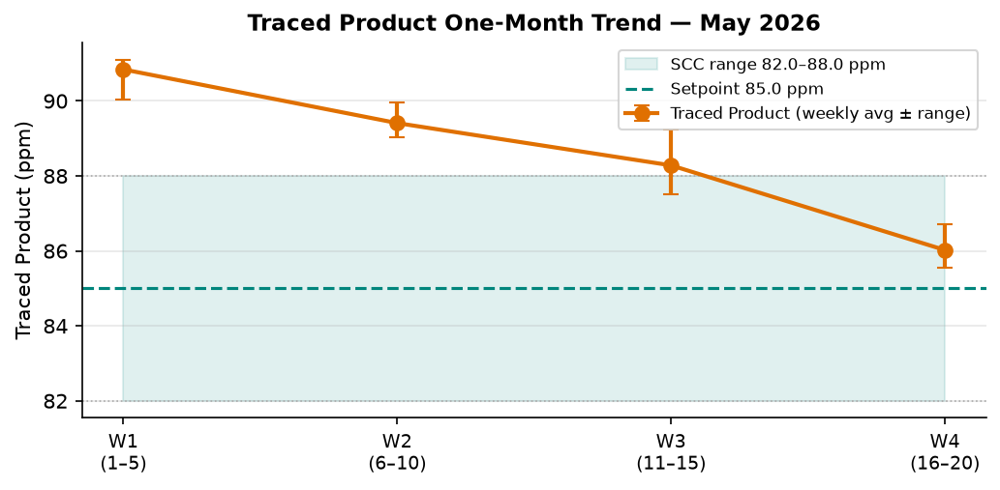 Traced Product One-Month Trend — May 2026
SCC range 82.0–88.0 ppm
Setpoint 85.0 ppm
Traced Product (weekly avg ± range)
Traced Product (ppm)
90
88
86
84
82
W1
(1–5)
W2
(6–10)
W3
(11–15)
W4
(16–20)